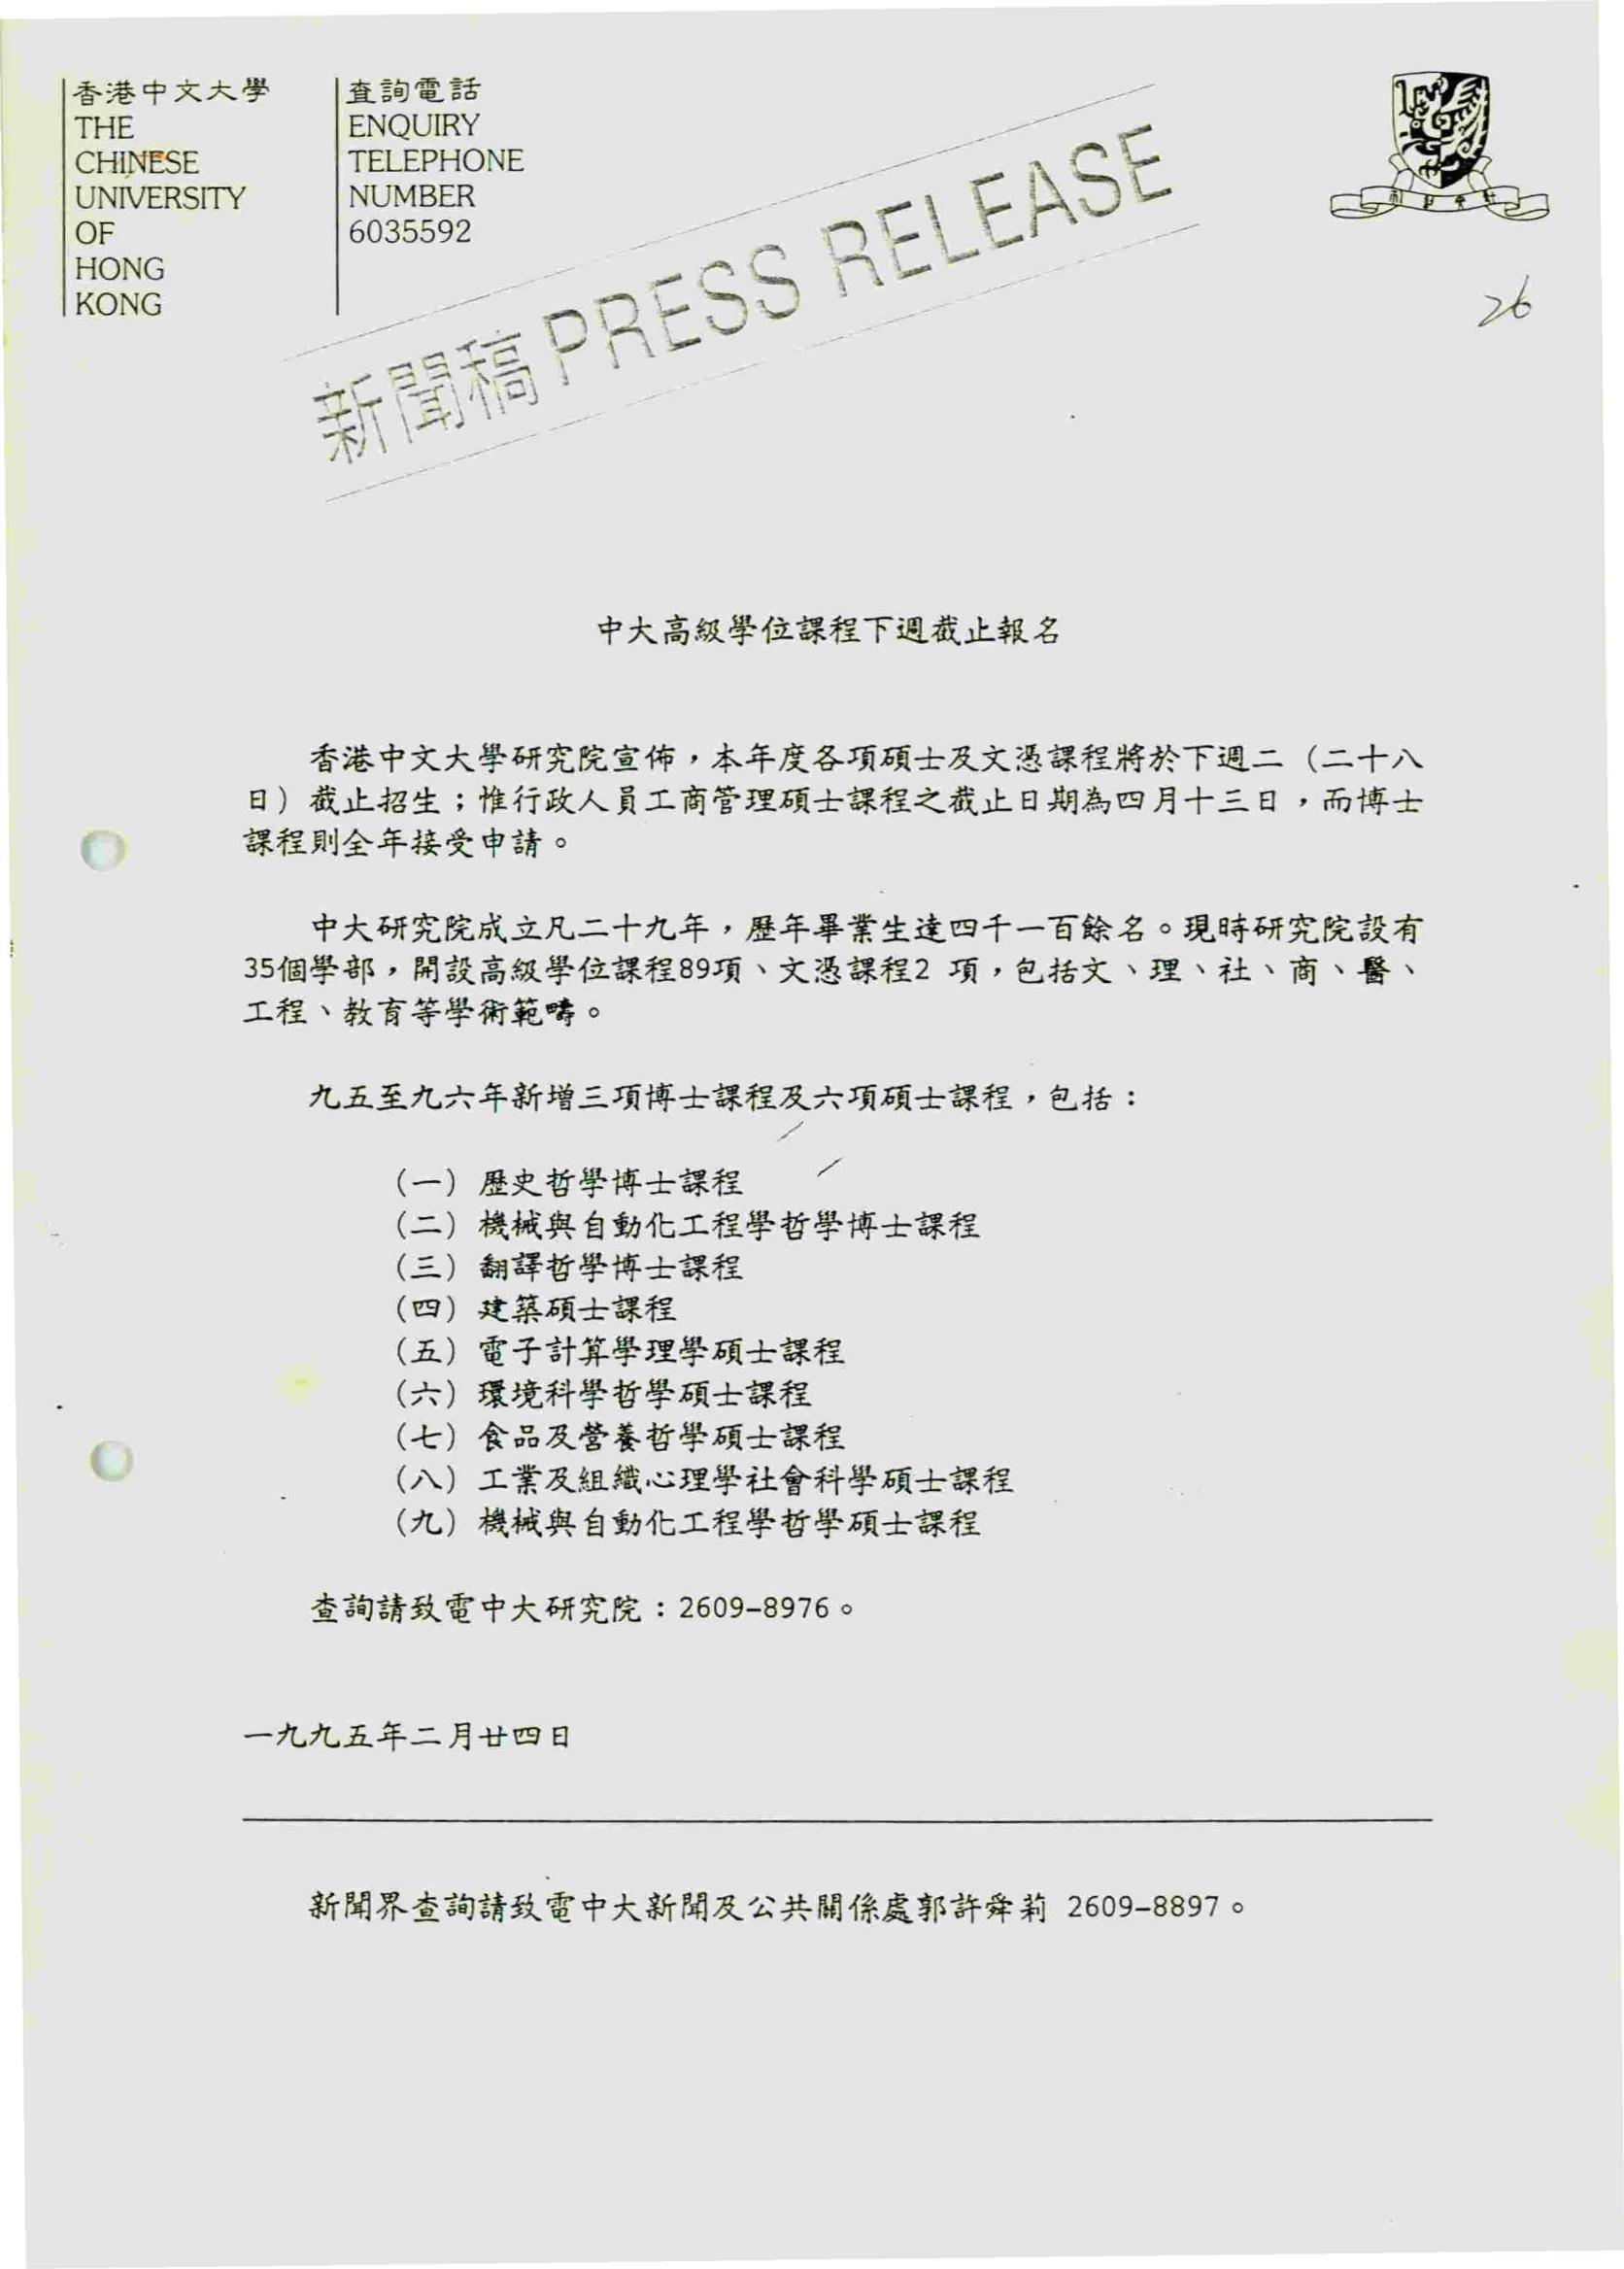 香港中文大學
THE
CHINESE
UNIVERSITY
OF
HONG
KONG
查詢電話
ENQUIRY
TELEPHONE
NUMBER
6035592
新聞稿 PRESS RELEASE
26
中大高級學位課程下週截止報名
香港中文大學研究院宣佈，本年度各項碩士及文憑課程將於下週二（二十八
日）截止招生；惟行政人員工商管理碩士課程之截止日期為四月十三日，而博士
課程則全年接受申請。
中大研究院成立凡二十九年，歷年畢業生達四千一百餘名。現時研究院設有
35個學部，開設高級學位課程89項、文憑課程2 項，包括文、理、社、商、醫、
工程、教育等學術範疇。
九五至九六年新增三項博士課程及六項碩士課程，包括：
（一）歷史哲學博士課程
（二）機械與自動化工程學哲學博士課程
（三）翻譯哲學博士課程
（四）建築碩士課程
（五）電子計算學理學碩士課程
（六）環境科學哲學碩士課程
（七）食品及營養哲學碩士課程
（八）工業及組織心理學社會科學碩士課程
（九）機械與自動化工程學哲學碩士課程
查詢請致電中大研究院：2609-8976。
一九九五年二月廿四日
新聞界查詢請致電中大新聞及公共關係處郭許舜莉 2609-8897。